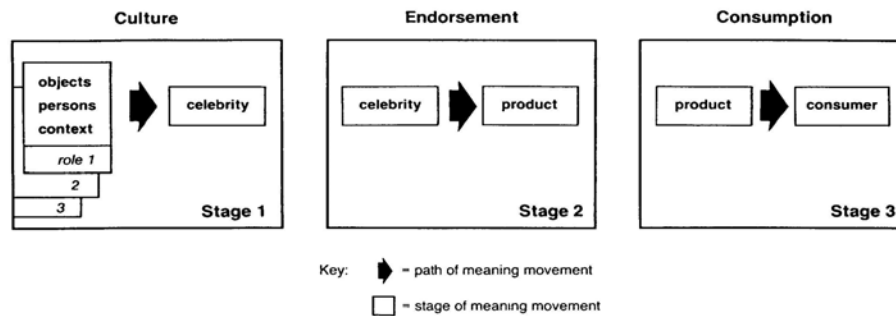 Culture
Endorsement
Consumption
objects
persons
context
role 1
2
3
celebrity
Stage 1
celebrity
product
Stage 2
product
consumer
Stage 3
Key:
= path of meaning movement
= stage of meaning movement